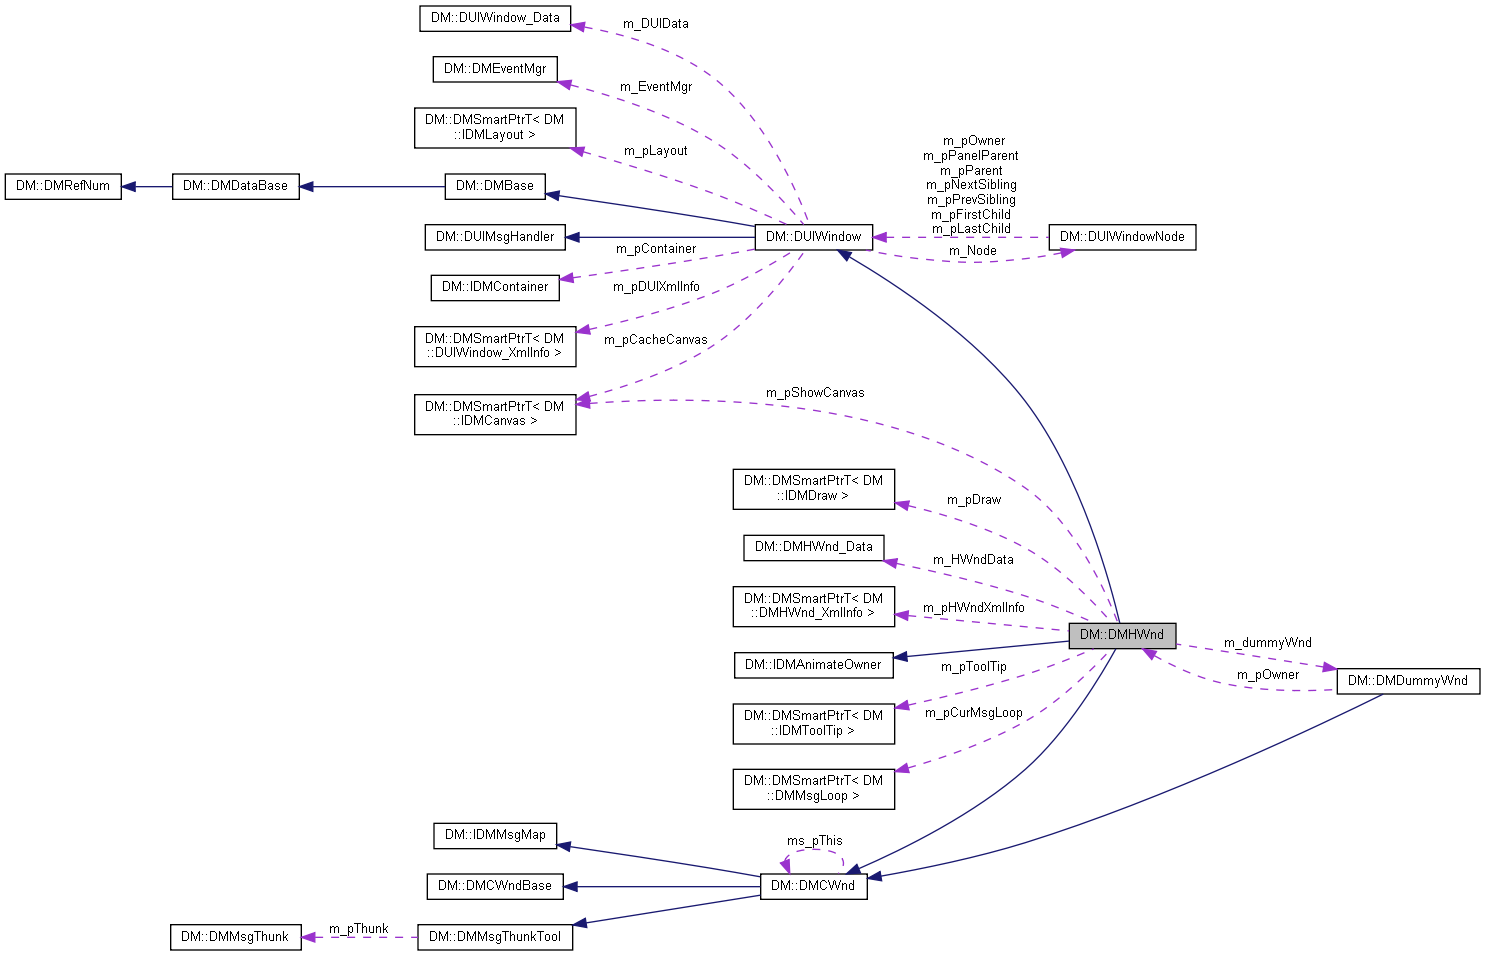 DM::DUIWindow_Data
m_DUIData
DM::DMEventMgr
m_EventMgr
DM::DMSmartPtrT< DM
::IDMLayout >
m_pLayout
m_pOwner
m_pPanelParent
m_pParent
m_pNextSibling
m_pPrevSibling
m_pFirstChild
m_pLastChild
DM::DMRefNum
DM::DMDataBase
DM::DMBase
DM::DUIMsgHandler
DM::DUIWindow
DM::DUIWindowNode
m_pContainer
m_Node
DM::IDMContainer
m_pDUIXmlInfo
DM::DMSmartPtrT< DM
::DUIWindow_XmlInfo >
m_pCacheCanvas
DM::DMSmartPtrT< DM
::IDMCanvas >
m_pShowCanvas
DM::DMSmartPtrT< DM
::IDMDraw >
m_pDraw
DM::DMHWnd_Data
m_HWndData
DM::DMSmartPtrT< DM
::DMHWnd_XmlInfo >
m_pHWndXmlInfo
DM::DMHWnd
m_dummyWnd
DM::IDMAnimateOwner
m_pToolTip
m_pOwner
DM::DMDummyWnd
DM::DMSmartPtrT< DM
::IDMToolTip >
m_pCurMsgLoop
DM::DMSmartPtrT< DM
::DMMsgLoop >
DM::IDMMsgMap
ms_pThis
DM::DMCWndBase
DM::DMCWnd
DM::DMMsgThunk
m_pThunk
DM::DMMsgThunkTool